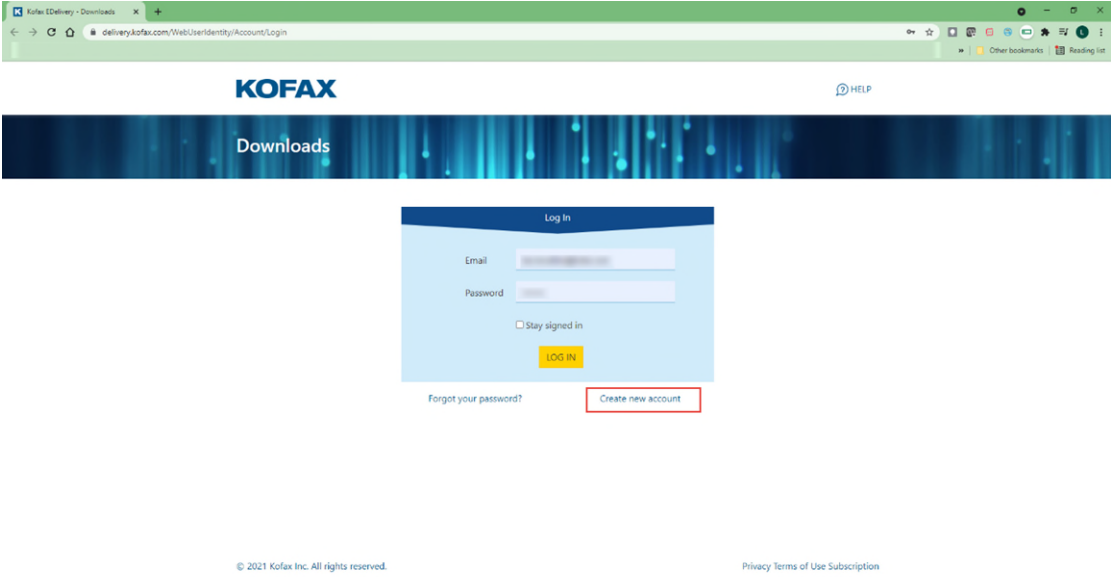 Kofax EDelivery - Downloads
delivery.kofax.com/WebUserIdentity/Account/Login
L
» Other bookmarks Reading list
KOFAX
HELP
Downloads
Log In
Email
Password
Stay signed in
LOG IN
Forgot your password? Create new account
© 2021 Kofax Inc. All rights reserved. Privacy Terms of Use Subscription